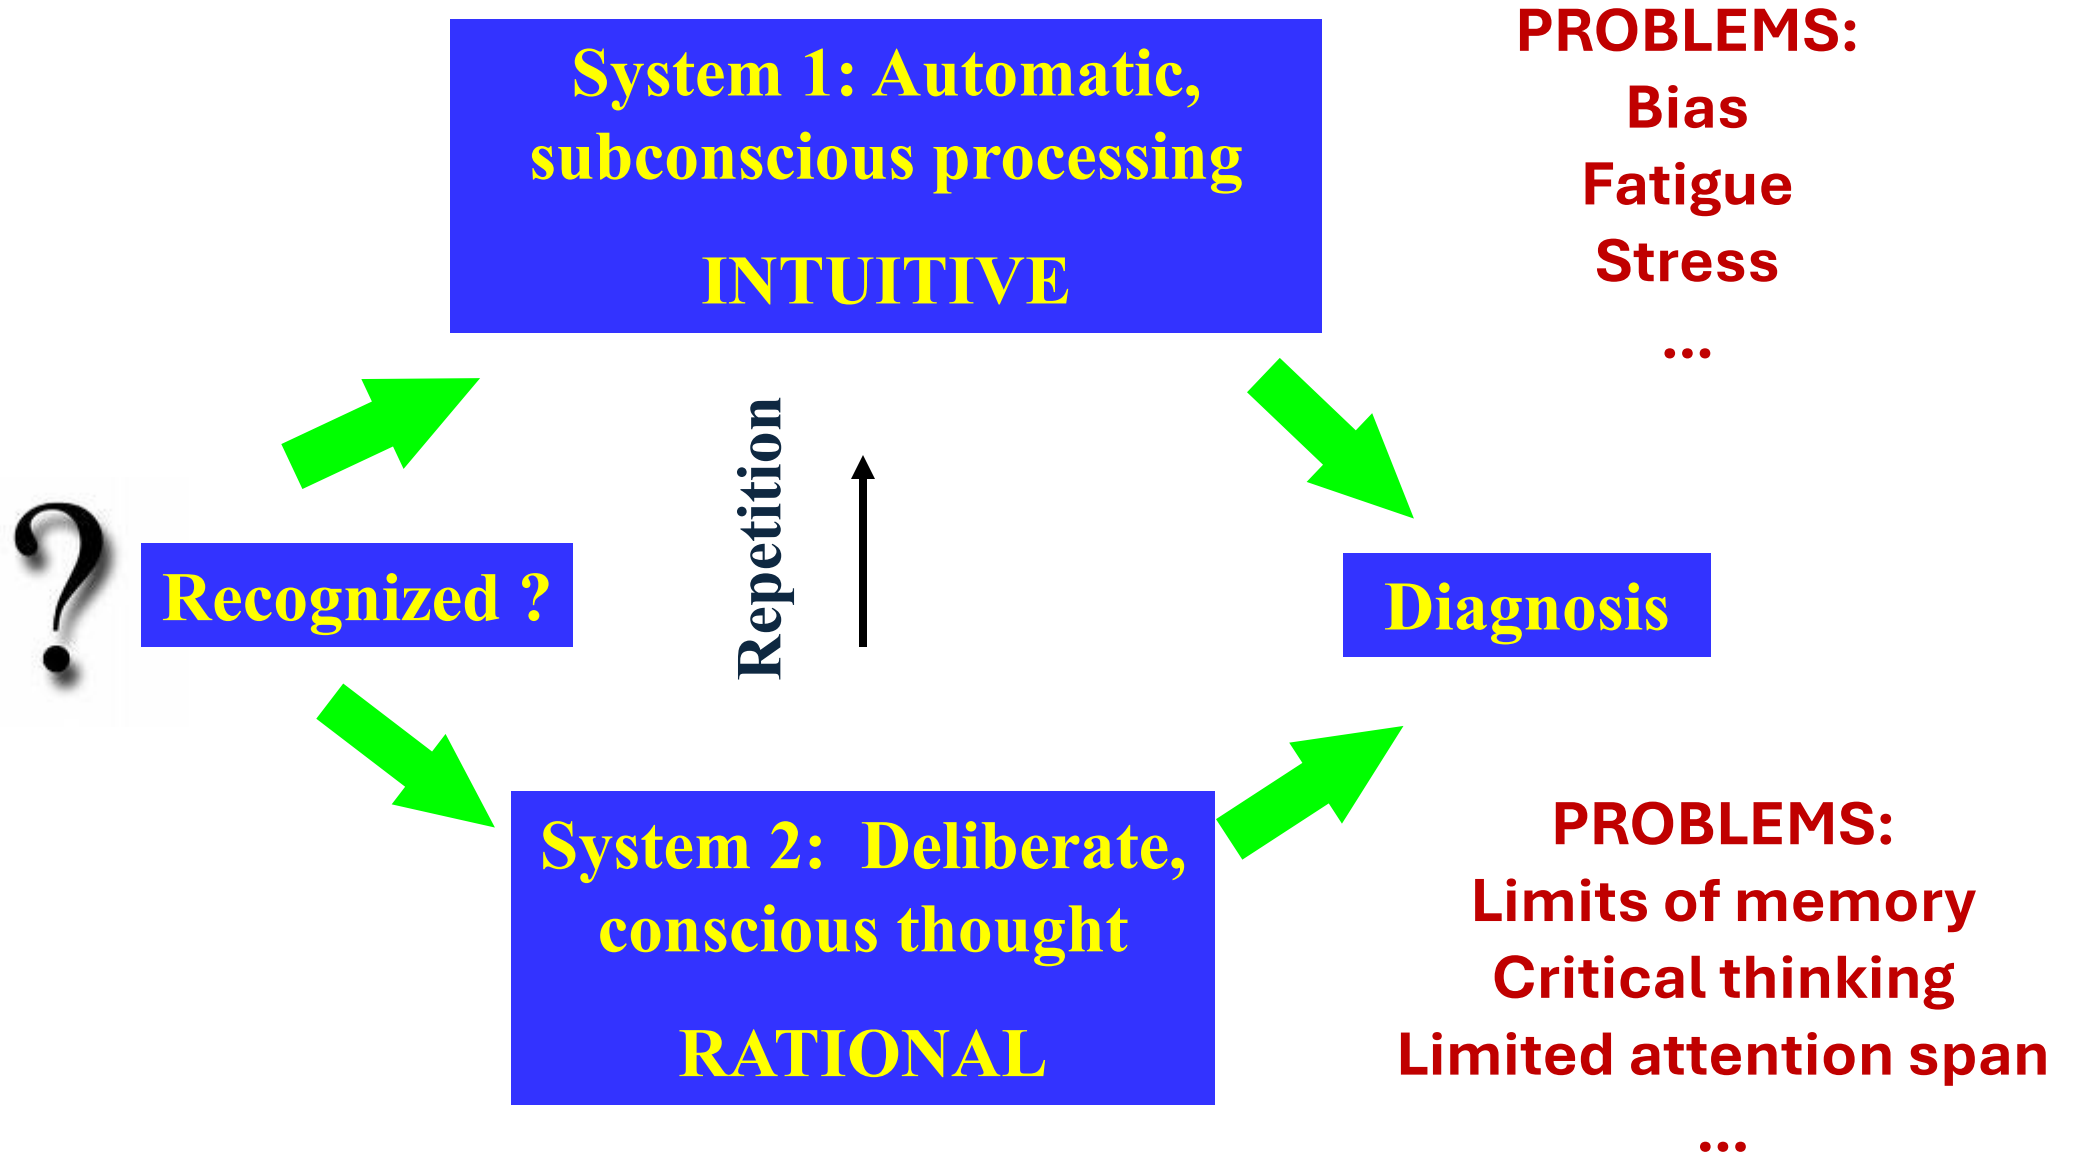 System 1: Automatic,
subconscious processing
INTUITIVE
PROBLEMS:
Bias
Fatigue
Stress
...
Repetition
?
Recognized ?
Diagnosis
System 2:  Deliberate,
conscious thought
RATIONAL
PROBLEMS:
Limits of memory
Critical thinking
Limited attention span
...